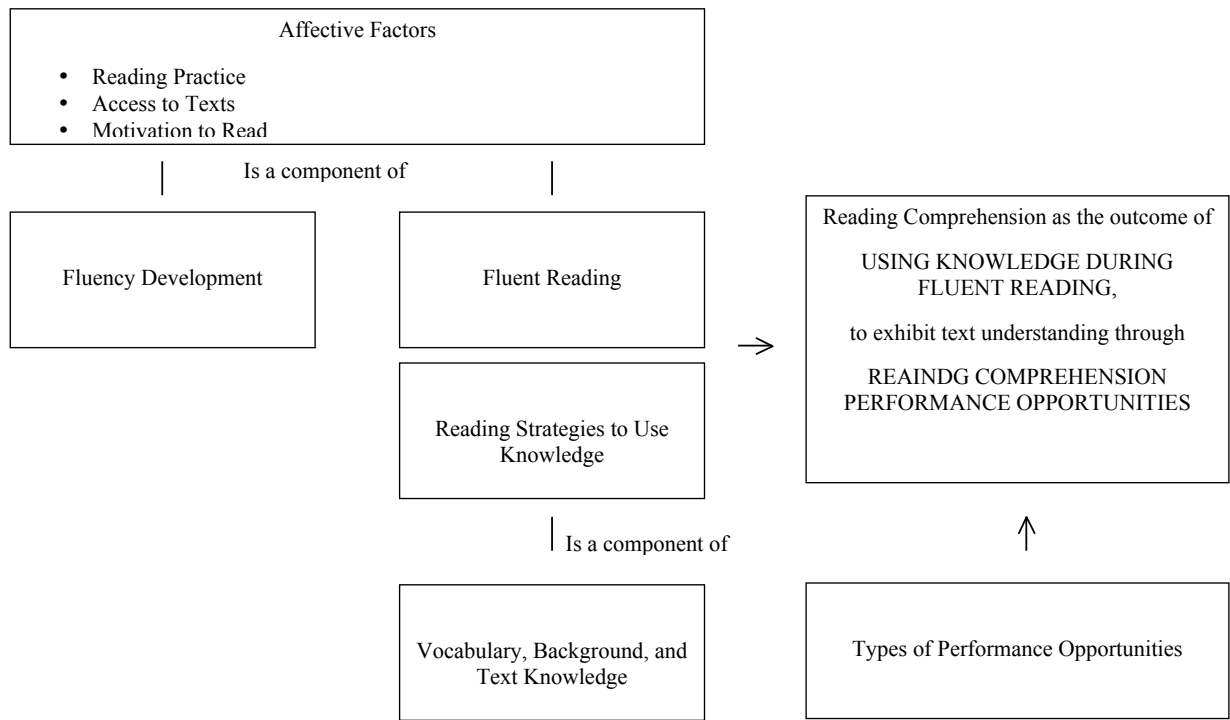 Affective Factors
• Reading Practice
• Access to Texts
• Motivation to Read
Is a component of
Fluency Development
Fluent Reading
Reading Comprehension as the outcome of
USING KNOWLEDGE DURING
FLUENT READING,
to exhibit text understanding through
REAINDG COMPREHENSION
PERFORMANCE OPPORTUNITIES
Reading Strategies to Use
Knowledge
Is a component of
Vocabulary, Background, and
Text Knowledge
Types of Performance Opportunities